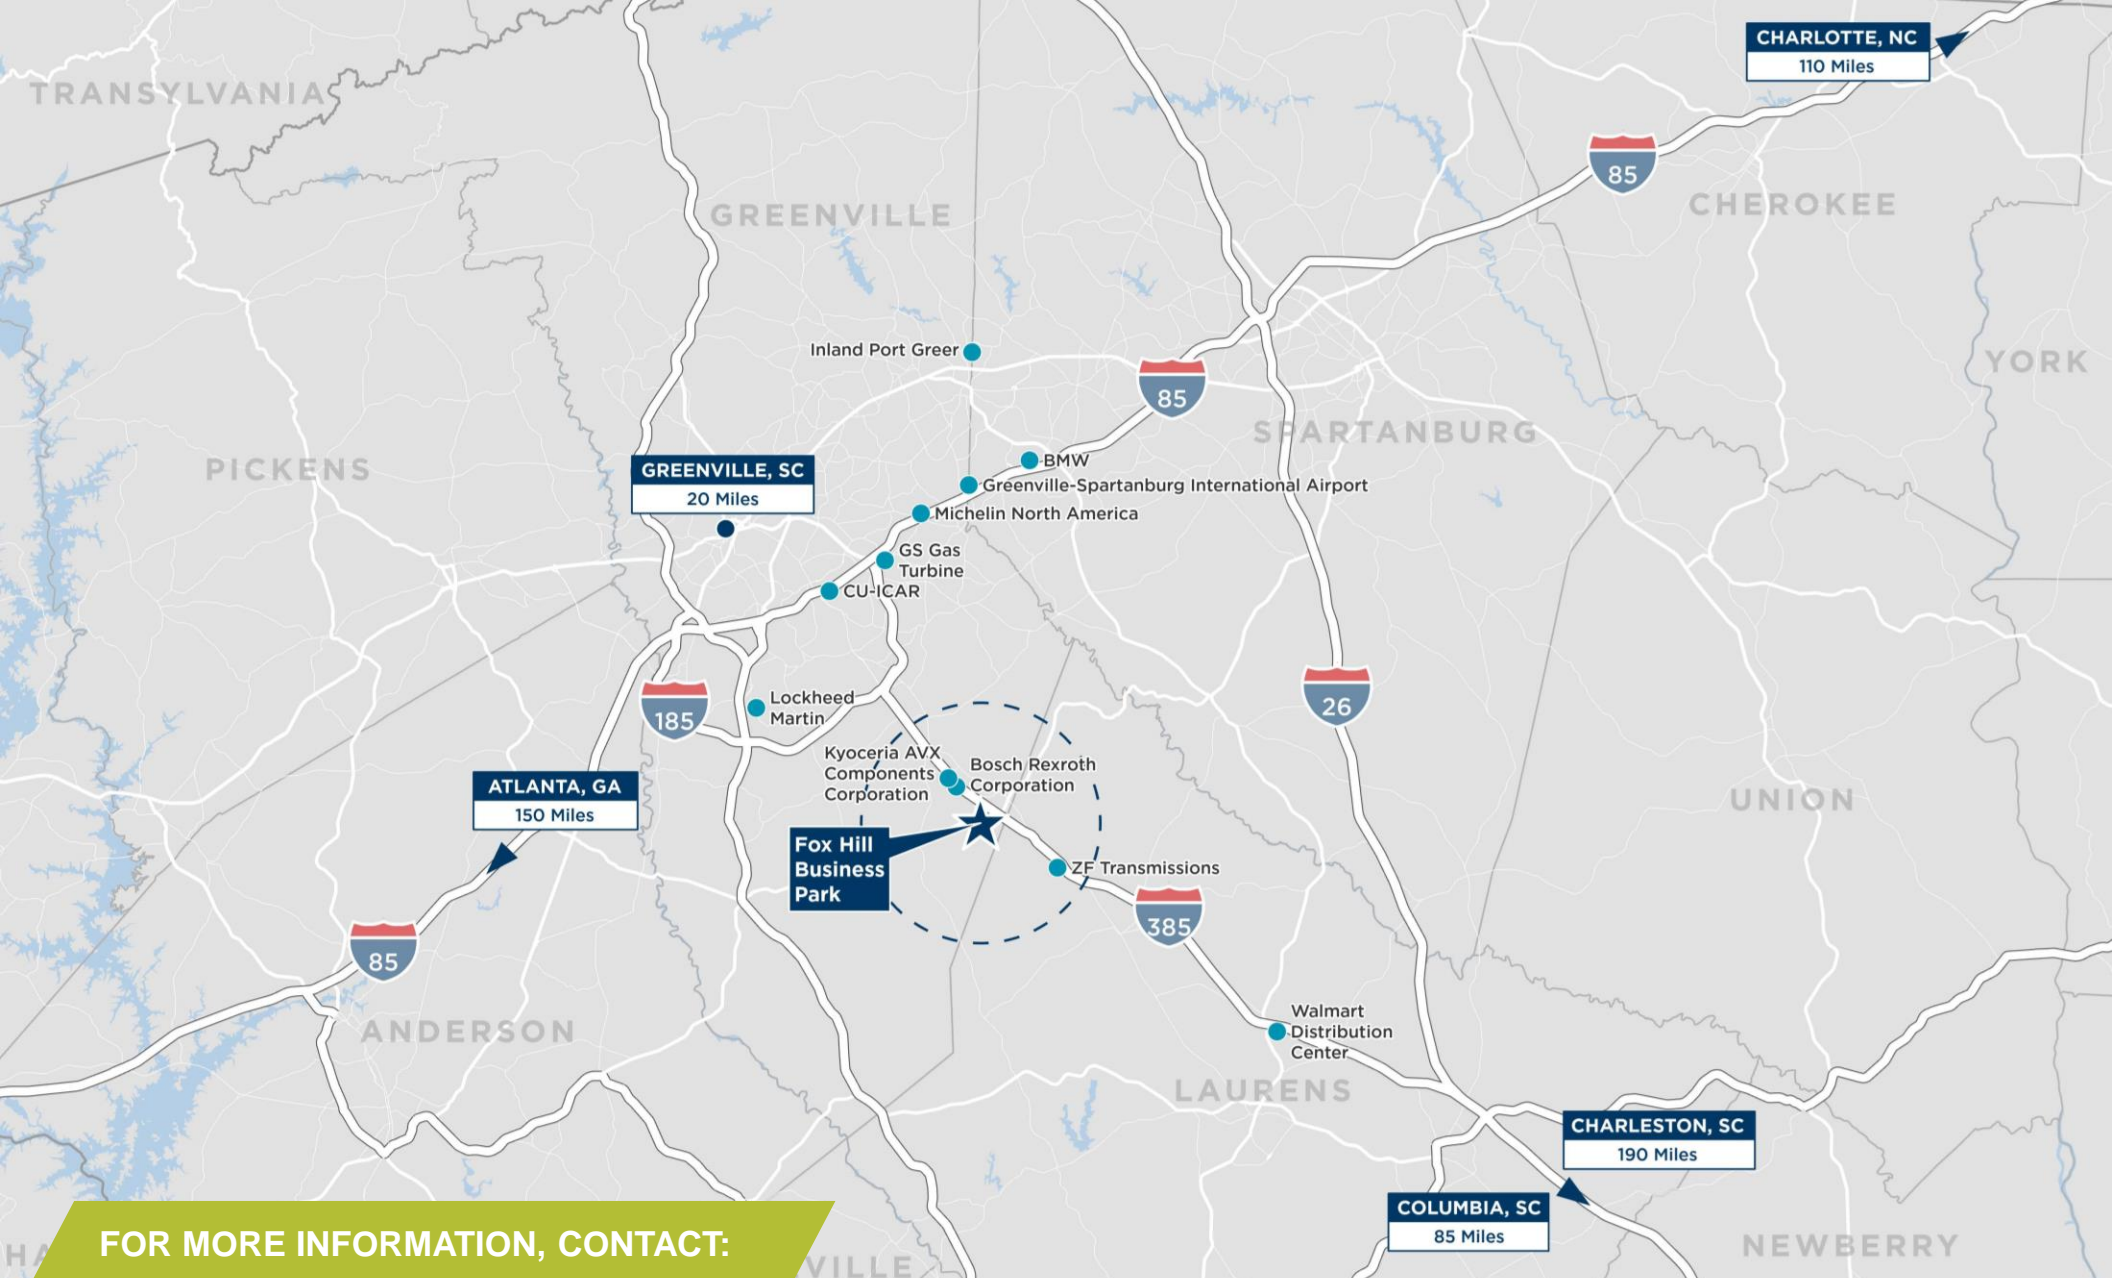 CHARLOTTE, NC
110 Miles
TRANSYLVANIA
85
CHEROKEE
GREENVILLE
Inland Port Greer
YORK
85
SPARTANBURG
PICKENS
GREENVILLE, SC
20 Miles
BMW
Greenville-Spartanburg International Airport
Michelin North America
GS Gas
Turbine
CU-ICAR
185
Lockheed
Martin
26
Kyoceria AVX
Components
Corporation
Bosch Rexroth
Corporation
ATLANTA, GA
150 Miles
UNION
Fox Hill
Business
Park
ZF Transmissions
385
85
ANDERSON
Walmart
Distribution
Center
LAURENS
CHARLESTON, SC
190 Miles
COLUMBIA, SC
85 Miles
NEWBERRY
FOR MORE INFORMATION, CONTACT:
HA
VILLE